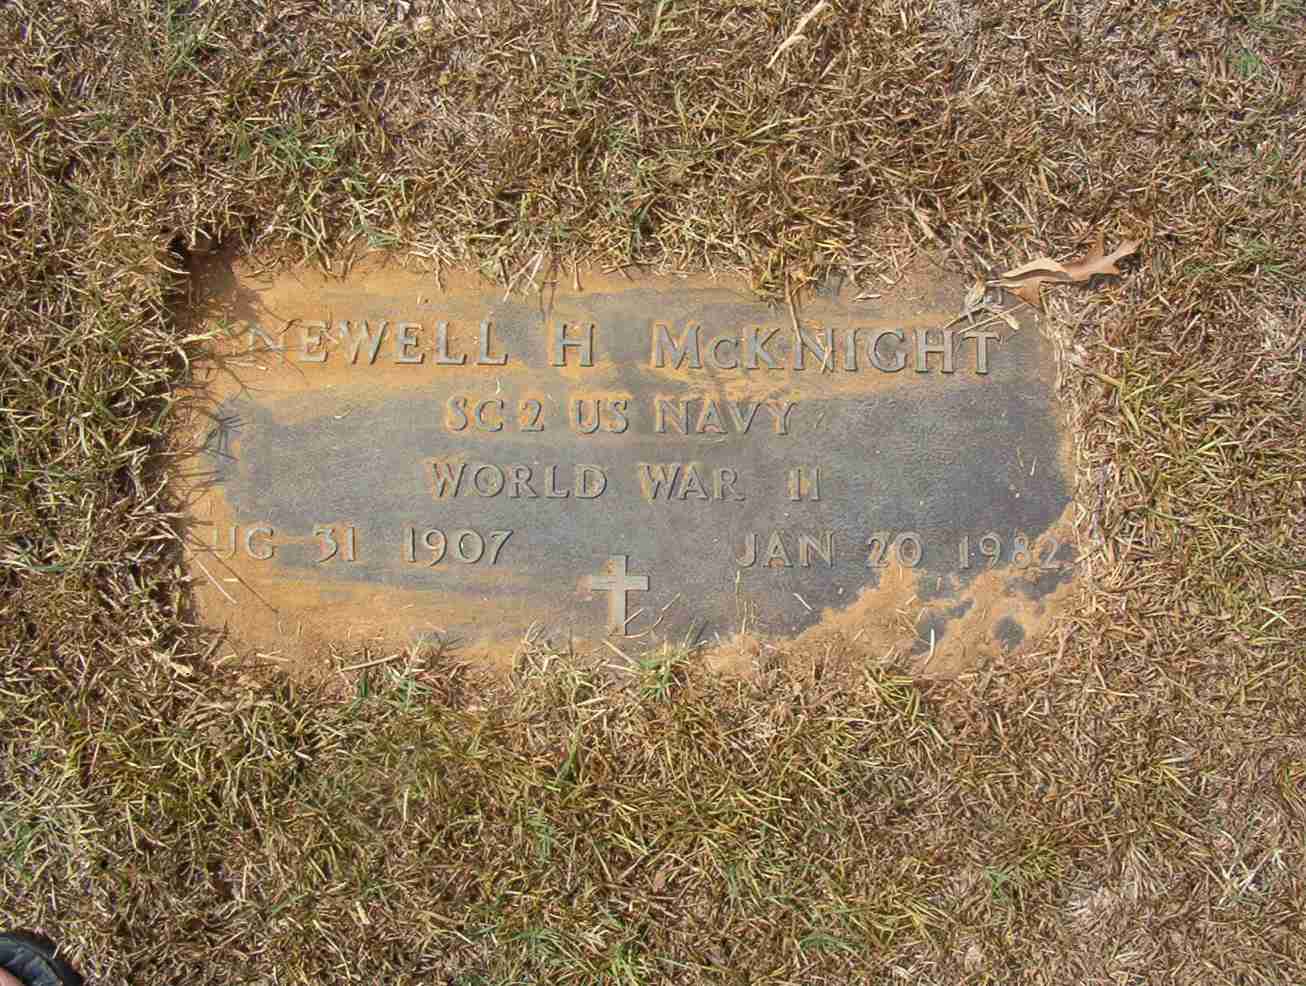 NEWELL H McKNIGHT
SC2 US NAVY
WORLD WAR II
UG 31 1907 JAN 20 1982